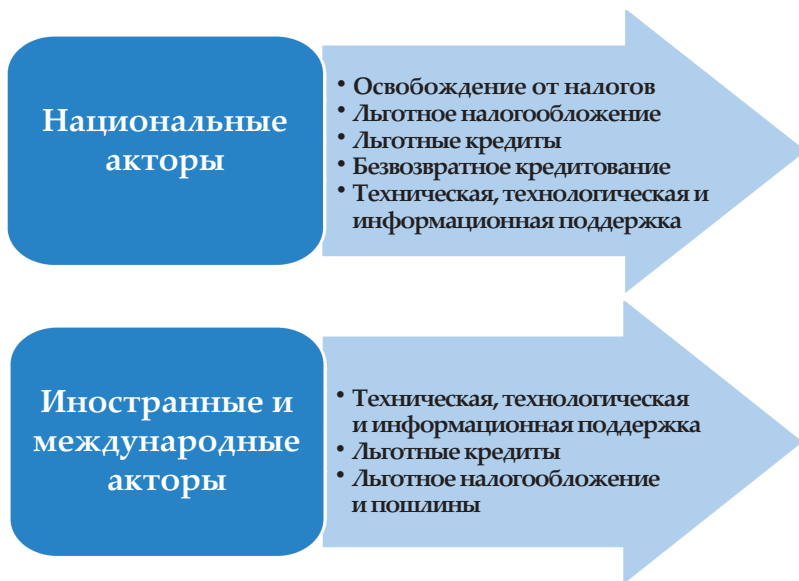 Национальные
акторы
• Освобождение от налогов
• Льготное налогообложение
• Льготные кредиты
• Безвозвратное кредитование
• Техническая, технологическая и
информационная поддержка
Иностранные и
международные
акторы
• Техническая, технологическая
и информационная поддержка
• Льготные кредиты
• Льготное налогообложение
и пошлины